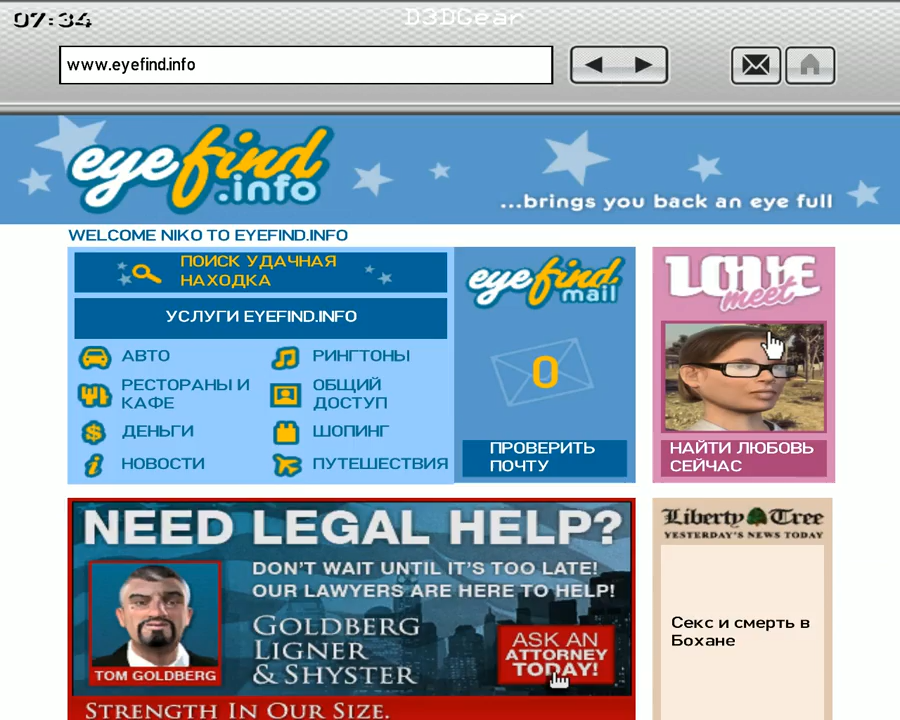 07:34
D3DGear
www.eyefind.info
eyefind
.info
...brings you back an eye full
WELCOME NIKO TO EYEFIND.INFO
ПОИСК УДАЧНАЯ
НАХОДКА
УСЛУГИ EYEFIND.INFO
АВТО
РИНГТОНЫ
РЕСТОРАНЫ И
КАФЕ
ОБЩИЙ
ДОСТУП
ДЕНЬГИ
ШОПИНГ
НОВОСТИ
ПУТЕШЕСТВИЯ
eyefind
mail
0
ПРОВЕРИТЬ
ПОЧТУ
LOVE
meet
НАЙТИ ЛЮБОВЬ
СЕЙЧАС
NEED LEGAL HELP?
DON'T WAIT UNTIL IT'S TOO LATE!
OUR LAWYERS ARE HERE TO HELP!
GOLDBERG
LIGNER
& SHYSTER
ASK AN
ATTORNEY
TODAY!
TOM GOLDBERG
STRENGTH IN OUR SIZE.
Liberty Tree
YESTERDAY'S NEWS TODAY
Секс и смерть в
Бохане